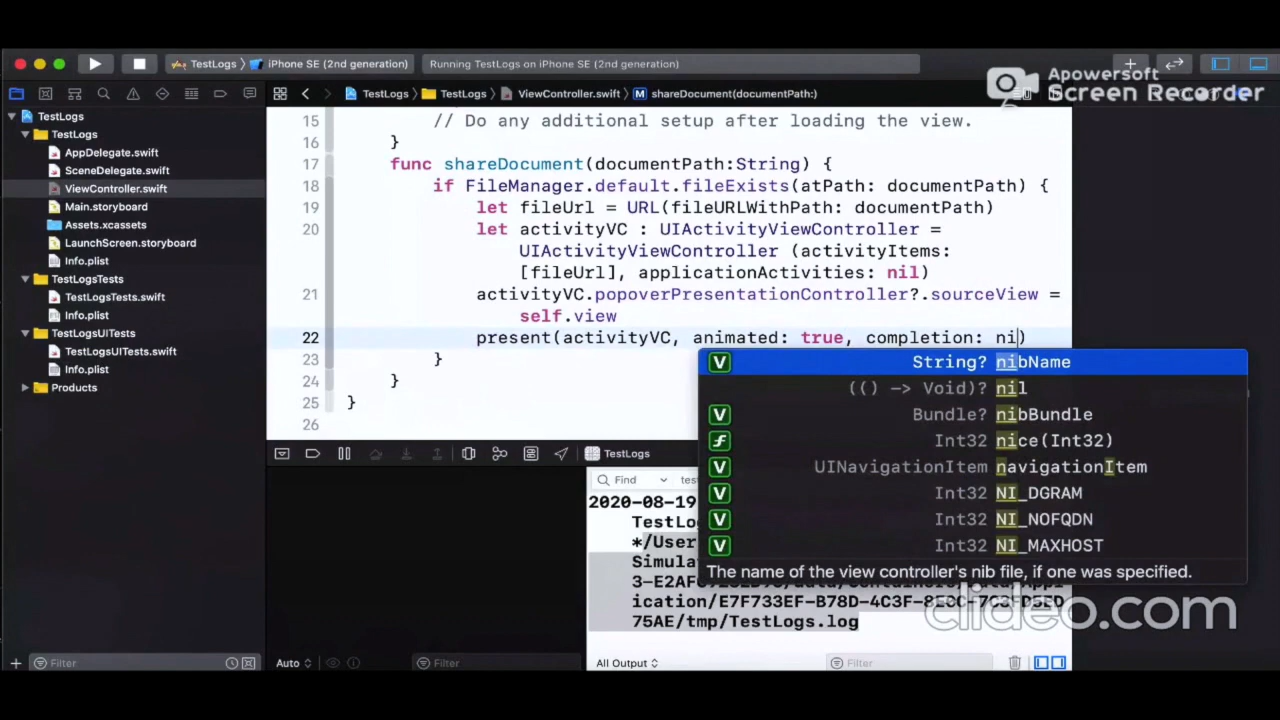 TestLogs
iPhone SE (2nd generation)
Running TestLogs on iPhone SE (2nd generation)
Apowersoft
Screen Recorder
TestLogs
TestLogs
ViewController.swift
M
shareDocument(documentPath:)
TestLogs
TestLogs
AppDelegate.swift
SceneDelegate.swift
ViewController.swift
Main.storyboard
Assets.xcassets
LaunchScreen.storyboard
Info.plist
TestLogsTests
TestLogsTests.swift
Info.plist
TestLogsUITests
TestLogsUITests.swift
Info.plist
Products
15 // Do any additional setup after loading the view.
16 }
17 func shareDocument(documentPath:String) {
18 if FileManager.default.fileExists(atPath: documentPath) {
19 let fileUrl = URL(fileURLWithPath: documentPath)
20 let activityVC : UIActivityViewController =
UIActivityViewController (activityItems:
[fileUrl], applicationActivities: nil)
21 activityVC.popoverPresentationController?.sourceView =
self.view
22 present(activityVC, animated: true, completion: ni)
23 }
24 }
25 }
26
V String? nibName
(() -> Void)? nil
V Bundle? nibBundle
f Int32 nice(Int32)
V UINavigationItem navigationItem
V Int32 NI_DGRAM
V Int32 NI_NOFQDN
V Int32 NI_MAXHOST
The name of the view controller's nib file, if one was specified.
TestLogs
Find
tes
2020-08-19
TestLo
*/User
Simula
ication/E7F733EF-B78D-4C3F-
75AE/tmp/TestLogs.log
clideo.com
Filter
Auto
Filter
All Output
Filter